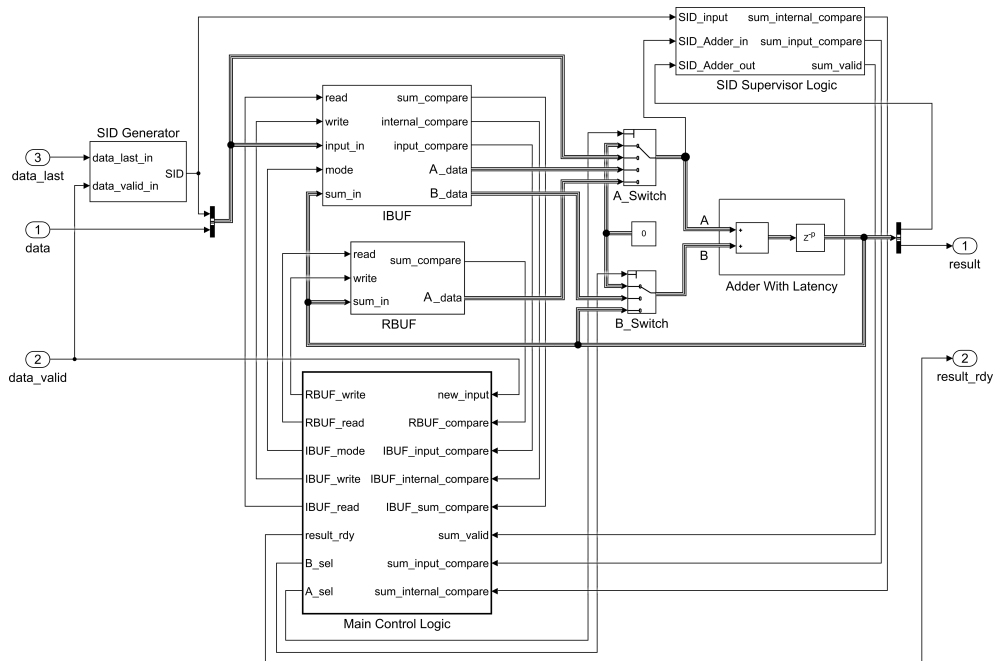 SID_input sum_internal_compare
SID_Adder_in sum_input_compare
SID_Adder_out sum_valid
SID Supervisor Logic
read sum_compare
write internal_compare
input_in input_compare
mode A_data
sum_in B_data
IBUF
SID Generator
data_last_in
SID
data_valid_in
3
data_last
1
data
A_Switch
0
A
B
+
+
z-p
Adder With Latency
1
result
read
sum_compare
write
A_data
sum_in
RBUF
B_Switch
2
data_valid
2
result_rdy
RBUF_write new_input
RBUF_read RBUF_compare
IBUF_mode IBUF_input_compare
IBUF_write IBUF_internal_compare
IBUF_read IBUF_sum_compare
result_rdy sum_valid
B_sel sum_input_compare
A_sel sum_internal_compare
Main Control Logic